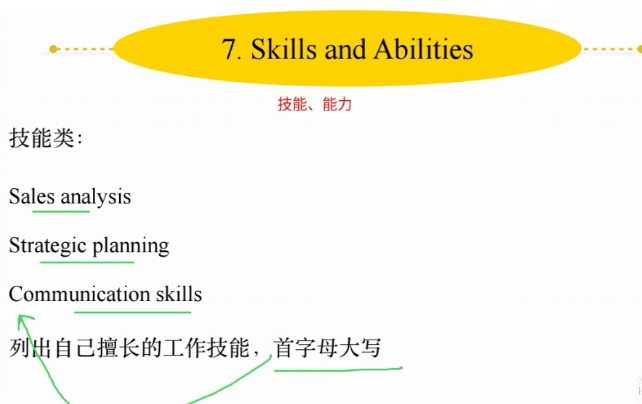 7. Skills and Abilities
技能、能力
技能类：
Sales analysis
Strategic planning
Communication skills
列出自己擅长的工作技能，首字母大写